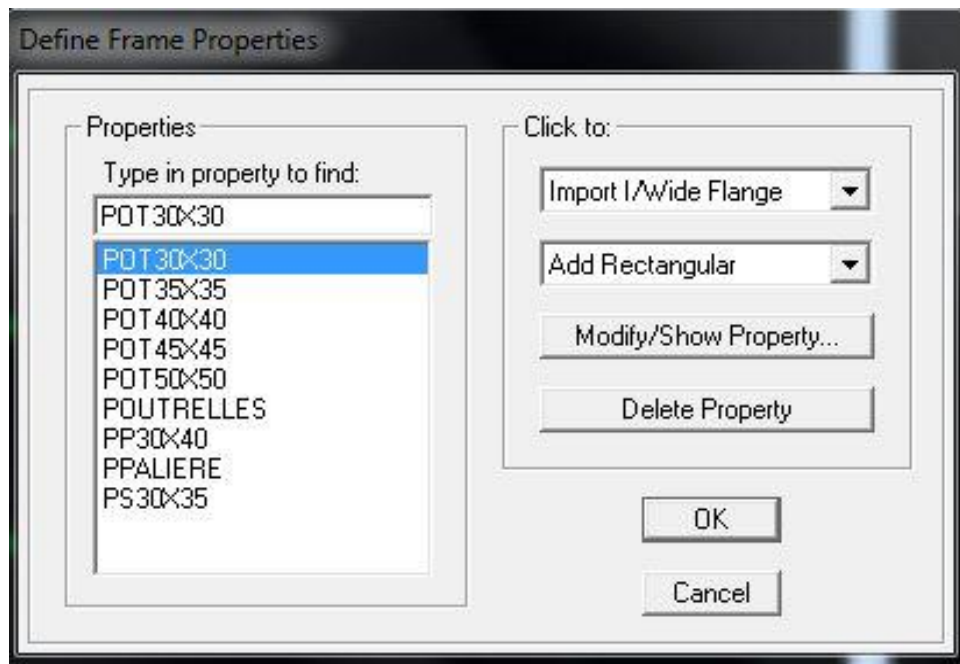 Define Frame Properties
Properties
Type in property to find:
POT30X30
POT30X30
POT35X35
POT40X40
POT45X45
POT50X50
POUTRELLES
PP30X40
PPALIERE
PS30X35
Click to:
Import I/Wide Flange
Add Rectangular
Modify/Show Property...
Delete Property
OK
Cancel